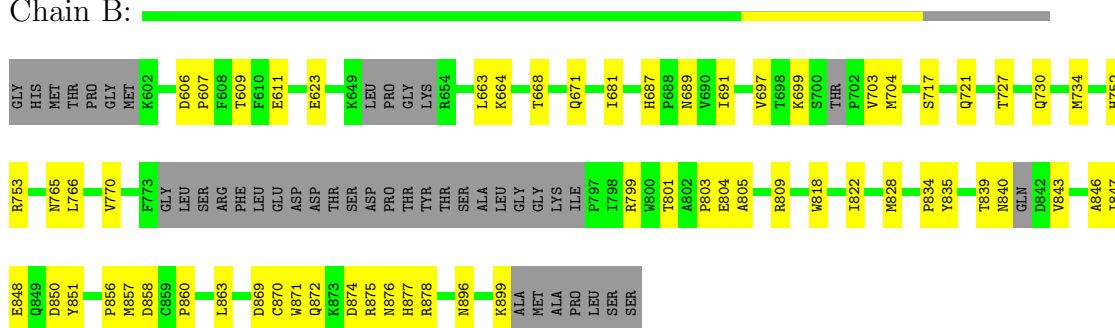 Chain B:
GLY HIS MET THR PRO GLY MET K602 D606 P607 F608 T609 F610 E611 E623 K649 LEU PRO GLY LYS R654 L663 K664 T668 Q671 I681 H687 P688 N689 V690 I691 V697 T698 K699 S700 THR P702 V703 M704 S717 Q721 T727 Q730 M734 H752
R753 N765 L766 V770 F773 GLY LEU SER ARG PHE LEU GLU ASP ASP THR SER ASP PRO THR TYR THR SER ALA LEU GLY GLY LYS ILE P797 I798 R799 W800 T801 A802 P803 E804 A805 R809 W818 I822 M828 P834 Y835 T839 N840 GLN D842 V843 A846 I847
E848 Q849 D850 Y851 P856 M857 D858 C859 P860 L863 D869 C870 W871 Q872 K873 D874 R875 N876 H877 R878 N896 K899 ALA MET ALA PRO LEU SER SER